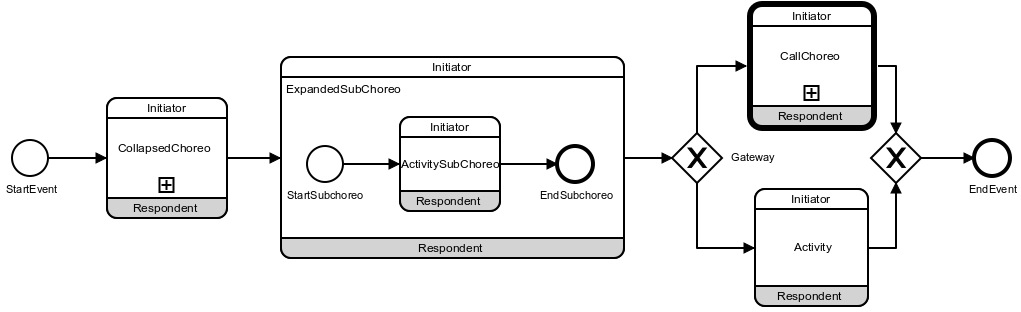 StartEvent
Initiator
CollapsedChoreo
Respondent
Initiator
ExpandedSubChoreo
StartSubchoreo
Initiator
ActivitySubChoreo
Respondent
EndSubchoreo
Respondent
Gateway
X
Initiator
CallChoreo
Respondent
Initiator
Activity
Respondent
X
EndEvent